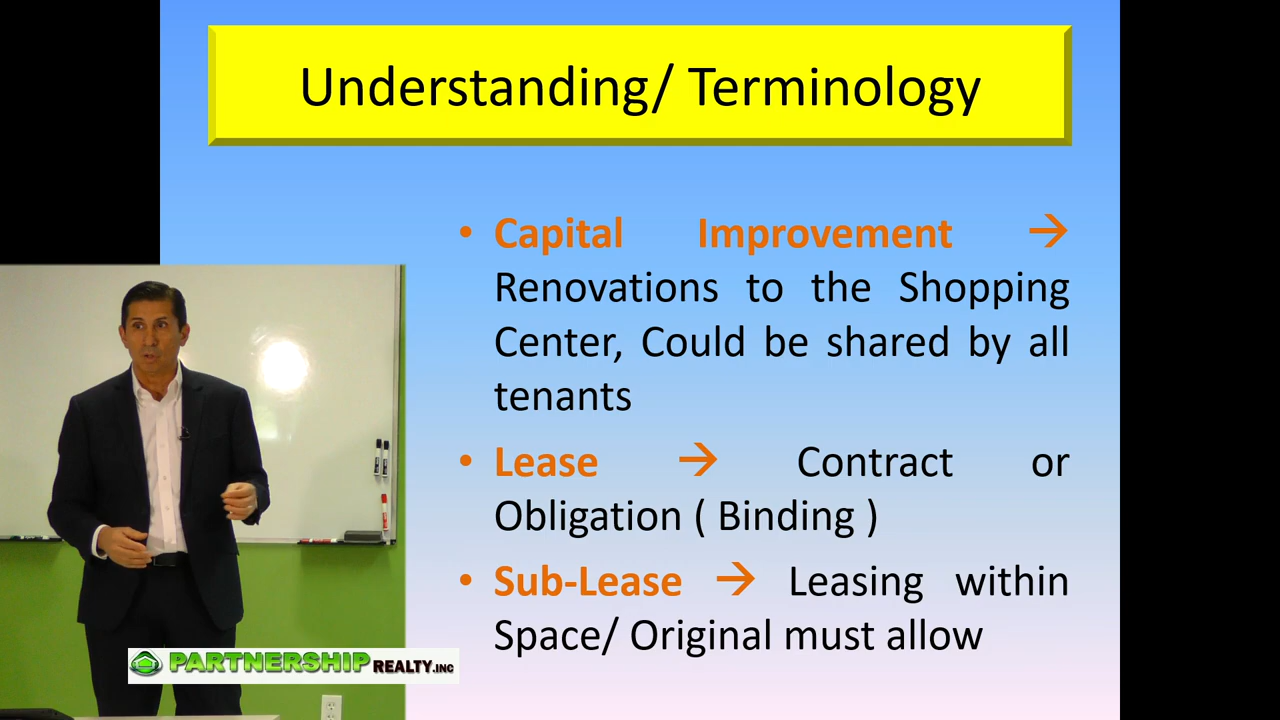 Understanding/ Terminology
• Capital Improvement →
Renovations to the Shopping
Center, Could be shared by all
tenants
• Lease → Contract or
Obligation ( Binding )
• Sub-Lease → Leasing within
Space/ Original must allow
PARTNERSHIP REALTY.INC